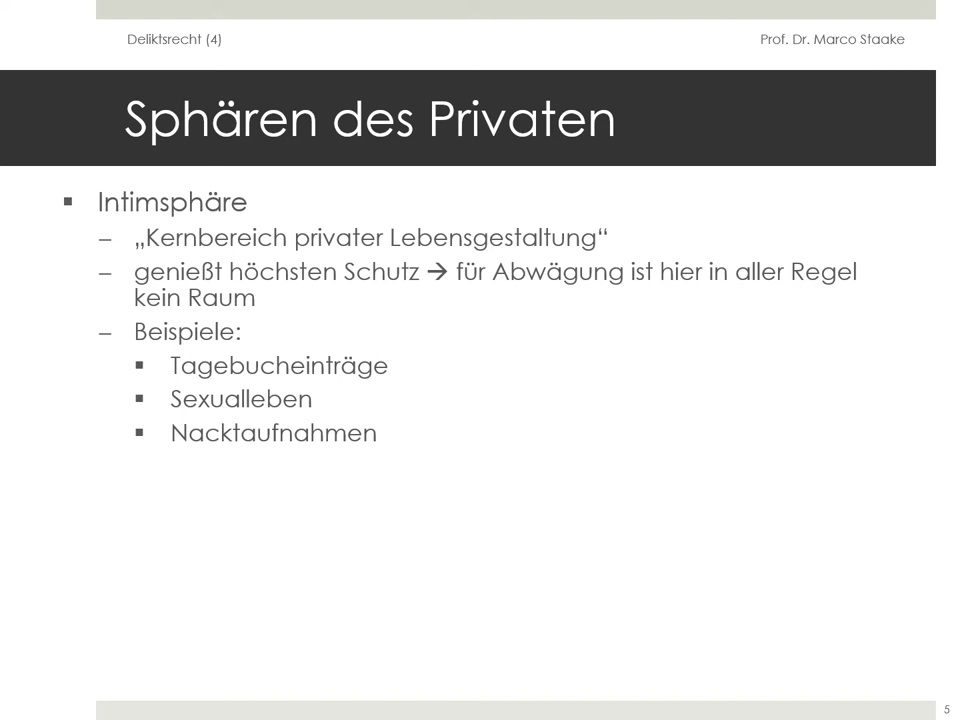 Deliktsrecht (4)
Prof. Dr. Marco Staake
Sphären des Privaten
▪ Intimsphäre
– „Kernbereich privater Lebensgestaltung“
– genießt höchsten Schutz → für Abwägung ist hier in aller Regel
kein Raum
– Beispiele:
▪ Tagebucheinträge
▪ Sexualleben
▪ Nacktaufnahmen
5